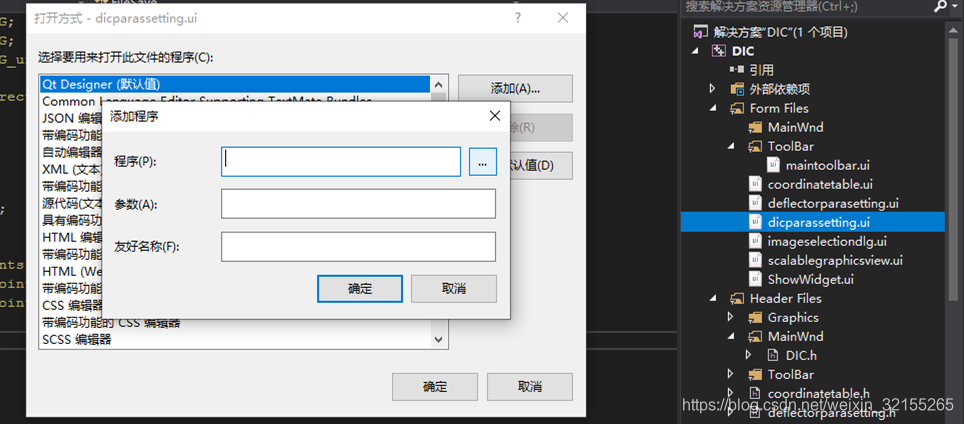 FileSave
G;
G;
G_u
rec
;
nts
oin
oin
打开方式 - dicparassetting.ui
选择要用来打开此文件的程序(C):
Qt Designer (默认值)
Common Language Editor Supporting TextMate Bundles
JSON 编辑
带编码功能
自动编辑器
XML (文本
带编码功能
源代码(文本
具有编码功
HTML 编辑
带编码功能
HTML (We
带编码功能
CSS 编辑器
带编码功能的 CSS 编辑器
SCSS 编辑器
添加(A)...
除(R)
默认值(D)
确定
取消
添加程序
程序(P):
...
参数(A):
友好名称(F):
确定
取消
搜索解决方案资源管理器(Ctrl+;)
解决方案"DIC"(1 个项目)
DIC
引用
外部依赖项
Form Files
MainWnd
ToolBar
maintoolbar.ui
coordinatetable.ui
deflectorparasetting.ui
dicparassetting.ui
imageselectiondlg.ui
scalablegraphicsview.ui
ShowWidget.ui
Header Files
Graphics
MainWnd
DIC.h
ToolBar
coordinatetable.h
deflectorparasetting.h
https://blog.csdn.net/weixin_32155265